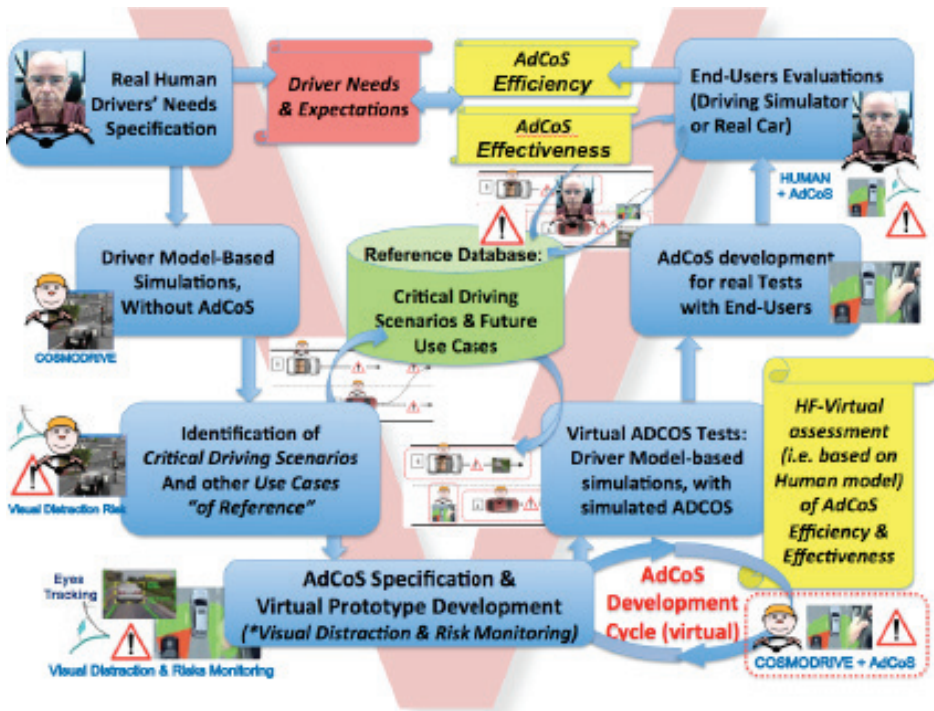 Real Human
Drivers' Needs
Specification
Driver Needs
& Expectations
AdCoS
Efficiency
AdCoS
Effectiveness
End-Users Evaluations
(Driving Simulator
or Real Car)
HUMAN
+ AdCoS
Driver Model-Based
Simulations,
Without AdCoS
COSMODRIVE
Reference Database:
Critical Driving
Scenarios & Future
Use Cases
AdCoS development
for real Tests
with End-Users
Identification of
Critical Driving Scenarios
And other Use Cases
"of Reference"
Visual Distraction Risk
Virtual ADCOS Tests:
Driver Model-based
simulations, with
simulated ADCOS
HF-Virtual
assessment
(i.e. based on
Human model)
of AdCoS
Efficiency &
Effectiveness
Eyes
Tracking
Visual Distraction & Risks Monitoring
AdCoS Specification &
Virtual Prototype Development
(*Visual Distraction & Risk Monitoring)
AdCoS
Development
Cycle (virtual)
COSMODRIVE + AdCoS